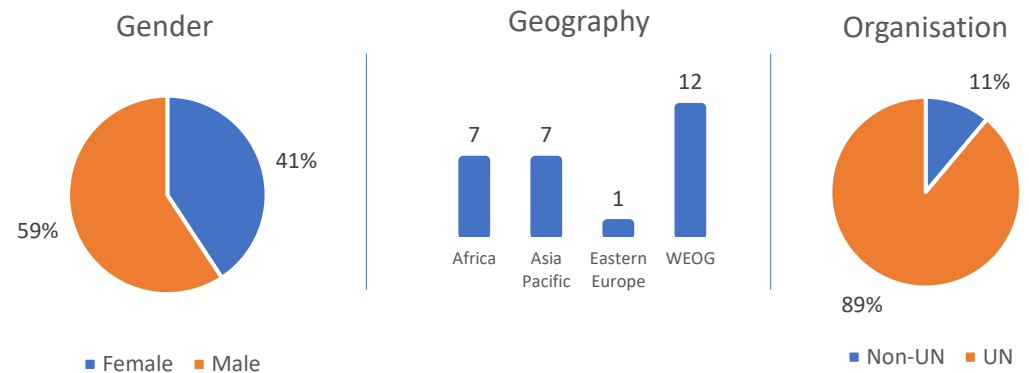 Gender
41%
59%
Female
Male
Geography
7
7
1
12
Africa
Asia
Pacific
Eastern
Europe
WEOG
Organisation
11%
89%
Non-UN
UN